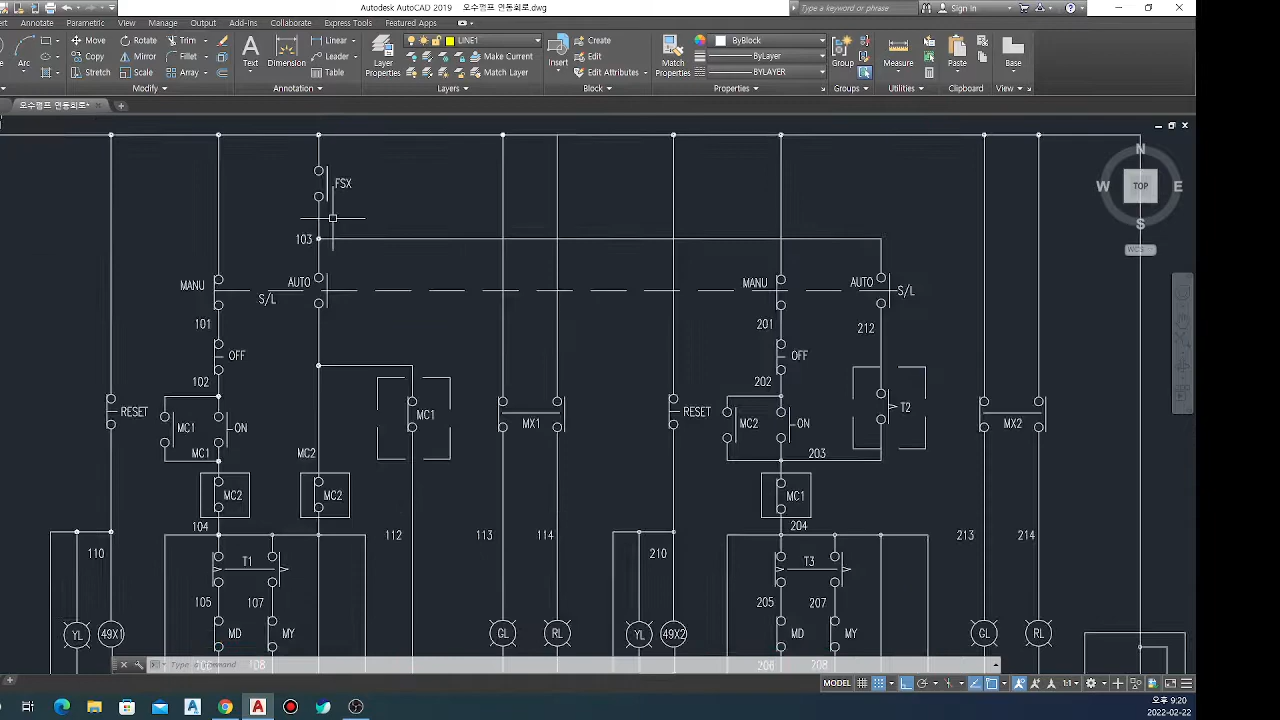 Autodesk AutoCAD 2019 오수펌프 연동회로.dwg
Type a keyword or phrase
Sign In
Annotate Parametric View Manage Output Add-ins Collaborate Express Tools Featured Apps
Move Rotate Trim
Copy Mirror Fillet
Stretch Scale Array
Arc
Modify
Text Dimension
Linear
Leader
Table
Annotation
Layer Properties
LINE1
Make Current
Match Layer
Layers
Insert
Create
Edit
Edit Attributes
Block
Match Properties
ByBlock
ByLayer
BYLAYER
Properties
Group
Groups
Measure
Utilities
Paste
Clipboard
Base
View
오수펌프 연동회로*
N
W TOP E
S
WCS
FSX
103
MANU AUTO MANU AUTO
S/L S/L
101 201 212
OFF OFF
102 202
RESET MC1 ON MC1 MX1 RESET MC2 ON T2 MX2
MC1 MC2 203
MC2 MC2 MC1
104 112 113 114 204 213 214
110 T1 210 T3
105 107 205 207
YL 49X1 MD MY GL RL YL 49X2 MD MY GL RL
108 206 208
Type a command
MODEL 1:1
오전 9:20
2022-02-22